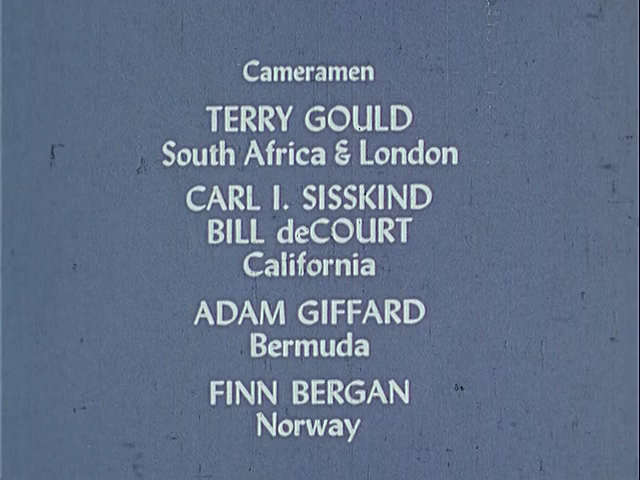 Cameramen
TERRY GOULD
South Africa & London
CARL I. SISSKIND
BILL deCOURT
California
ADAM GIFFARD
Bermuda
FINN BERGAN
Norway